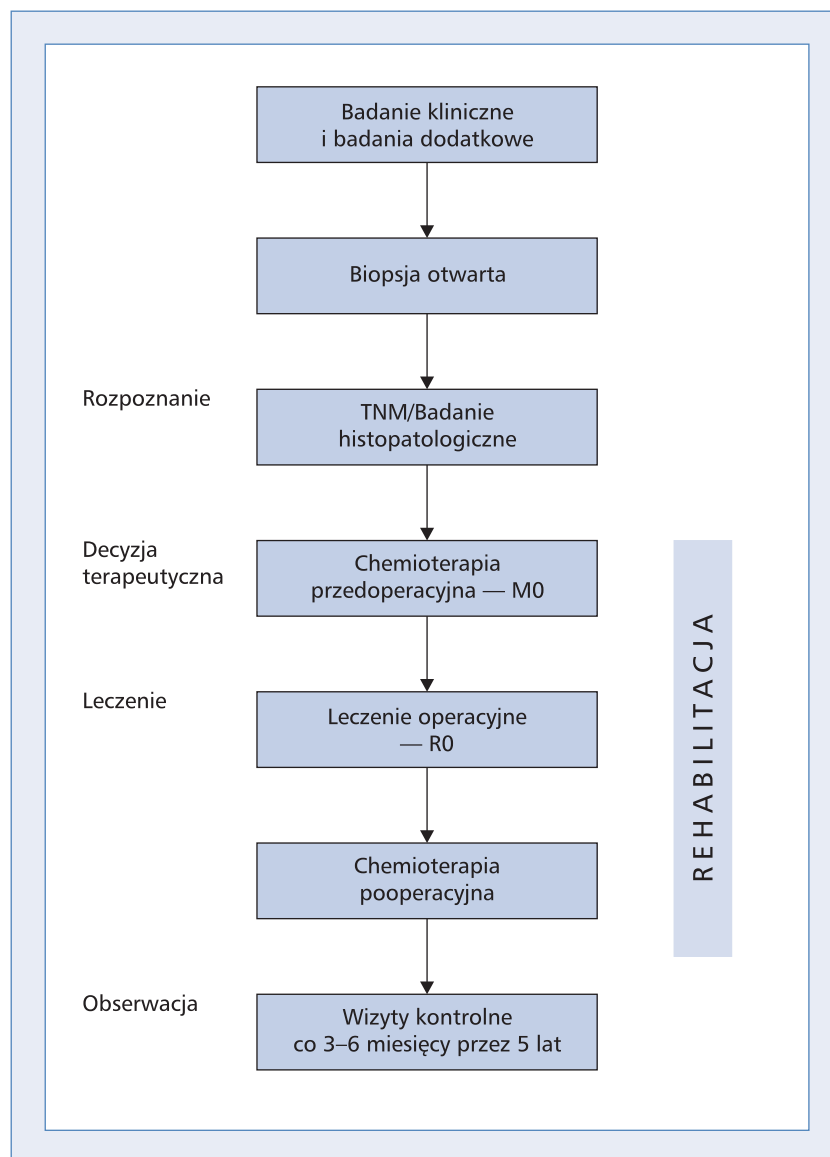 Badanie kliniczne
i badania dodatkowe
Biopsja otwarta
Rozpoznanie
TNM/Badanie
histopatologiczne
Decyzja
terapeutyczna
Chemioterapia
przedoperacyjna — M0
Leczenie
Leczenie operacyjne
— R0
Chemioterapia
pooperacyjna
Obserwacja
Wizyty kontrolne
co 3–6 miesięcy przez 5 lat
REHABILITACJA